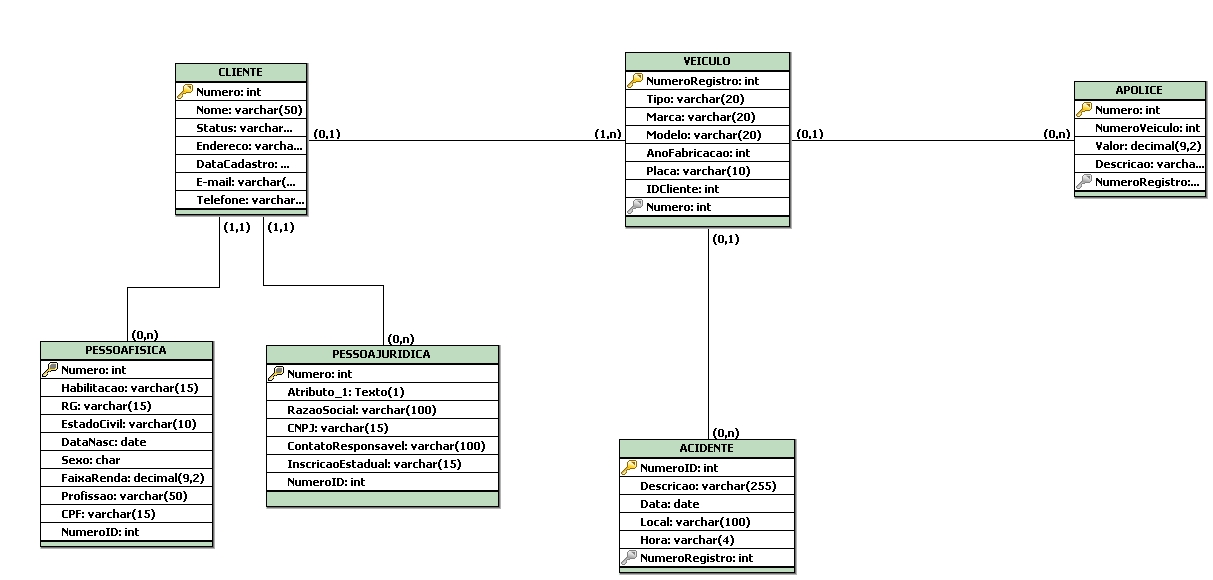 CLIENTE
Numero: int
Nome: varchar(50)
Status: varchar...
Endereco: varcha...
DataCadastro: ...
E-mail: varchar(...
Telefone: varchar...
(0,1)
(1,n)
VEICULO
NumeroRegistro: int
Tipo: varchar(20)
Marca: varchar(20)
Modelo: varchar(20)
AnoFabricacao: int
Placa: varchar(10)
IDCliente: int
Numero: int
(0,1)
(0,n)
APOLICE
Numero: int
NumeroVeiculo: int
Valor: decimal(9,2)
Descricao: varcha...
NumeroRegistro:...
(1,1)
(1,1)
(0,1)
(0,n)
PESSOAFISICA
Numero: int
Habilitacao: varchar(15)
RG: varchar(15)
EstadoCivil: varchar(10)
DataNasc: date
Sexo: char
FaixaRenda: decimal(9,2)
Profissao: varchar(50)
CPF: varchar(15)
NumeroID: int
(0,n)
PESSOAJURIDICA
Numero: int
Atributo_1: Texto(1)
RazaoSocial: varchar(100)
CNPJ: varchar(15)
ContatoResponsavel: varchar(100)
InscricaoEstadual: varchar(15)
NumeroID: int
(0,n)
ACIDENTE
NumeroID: int
Descricao: varchar(255)
Data: date
Local: varchar(100)
Hora: varchar(4)
NumeroRegistro: int